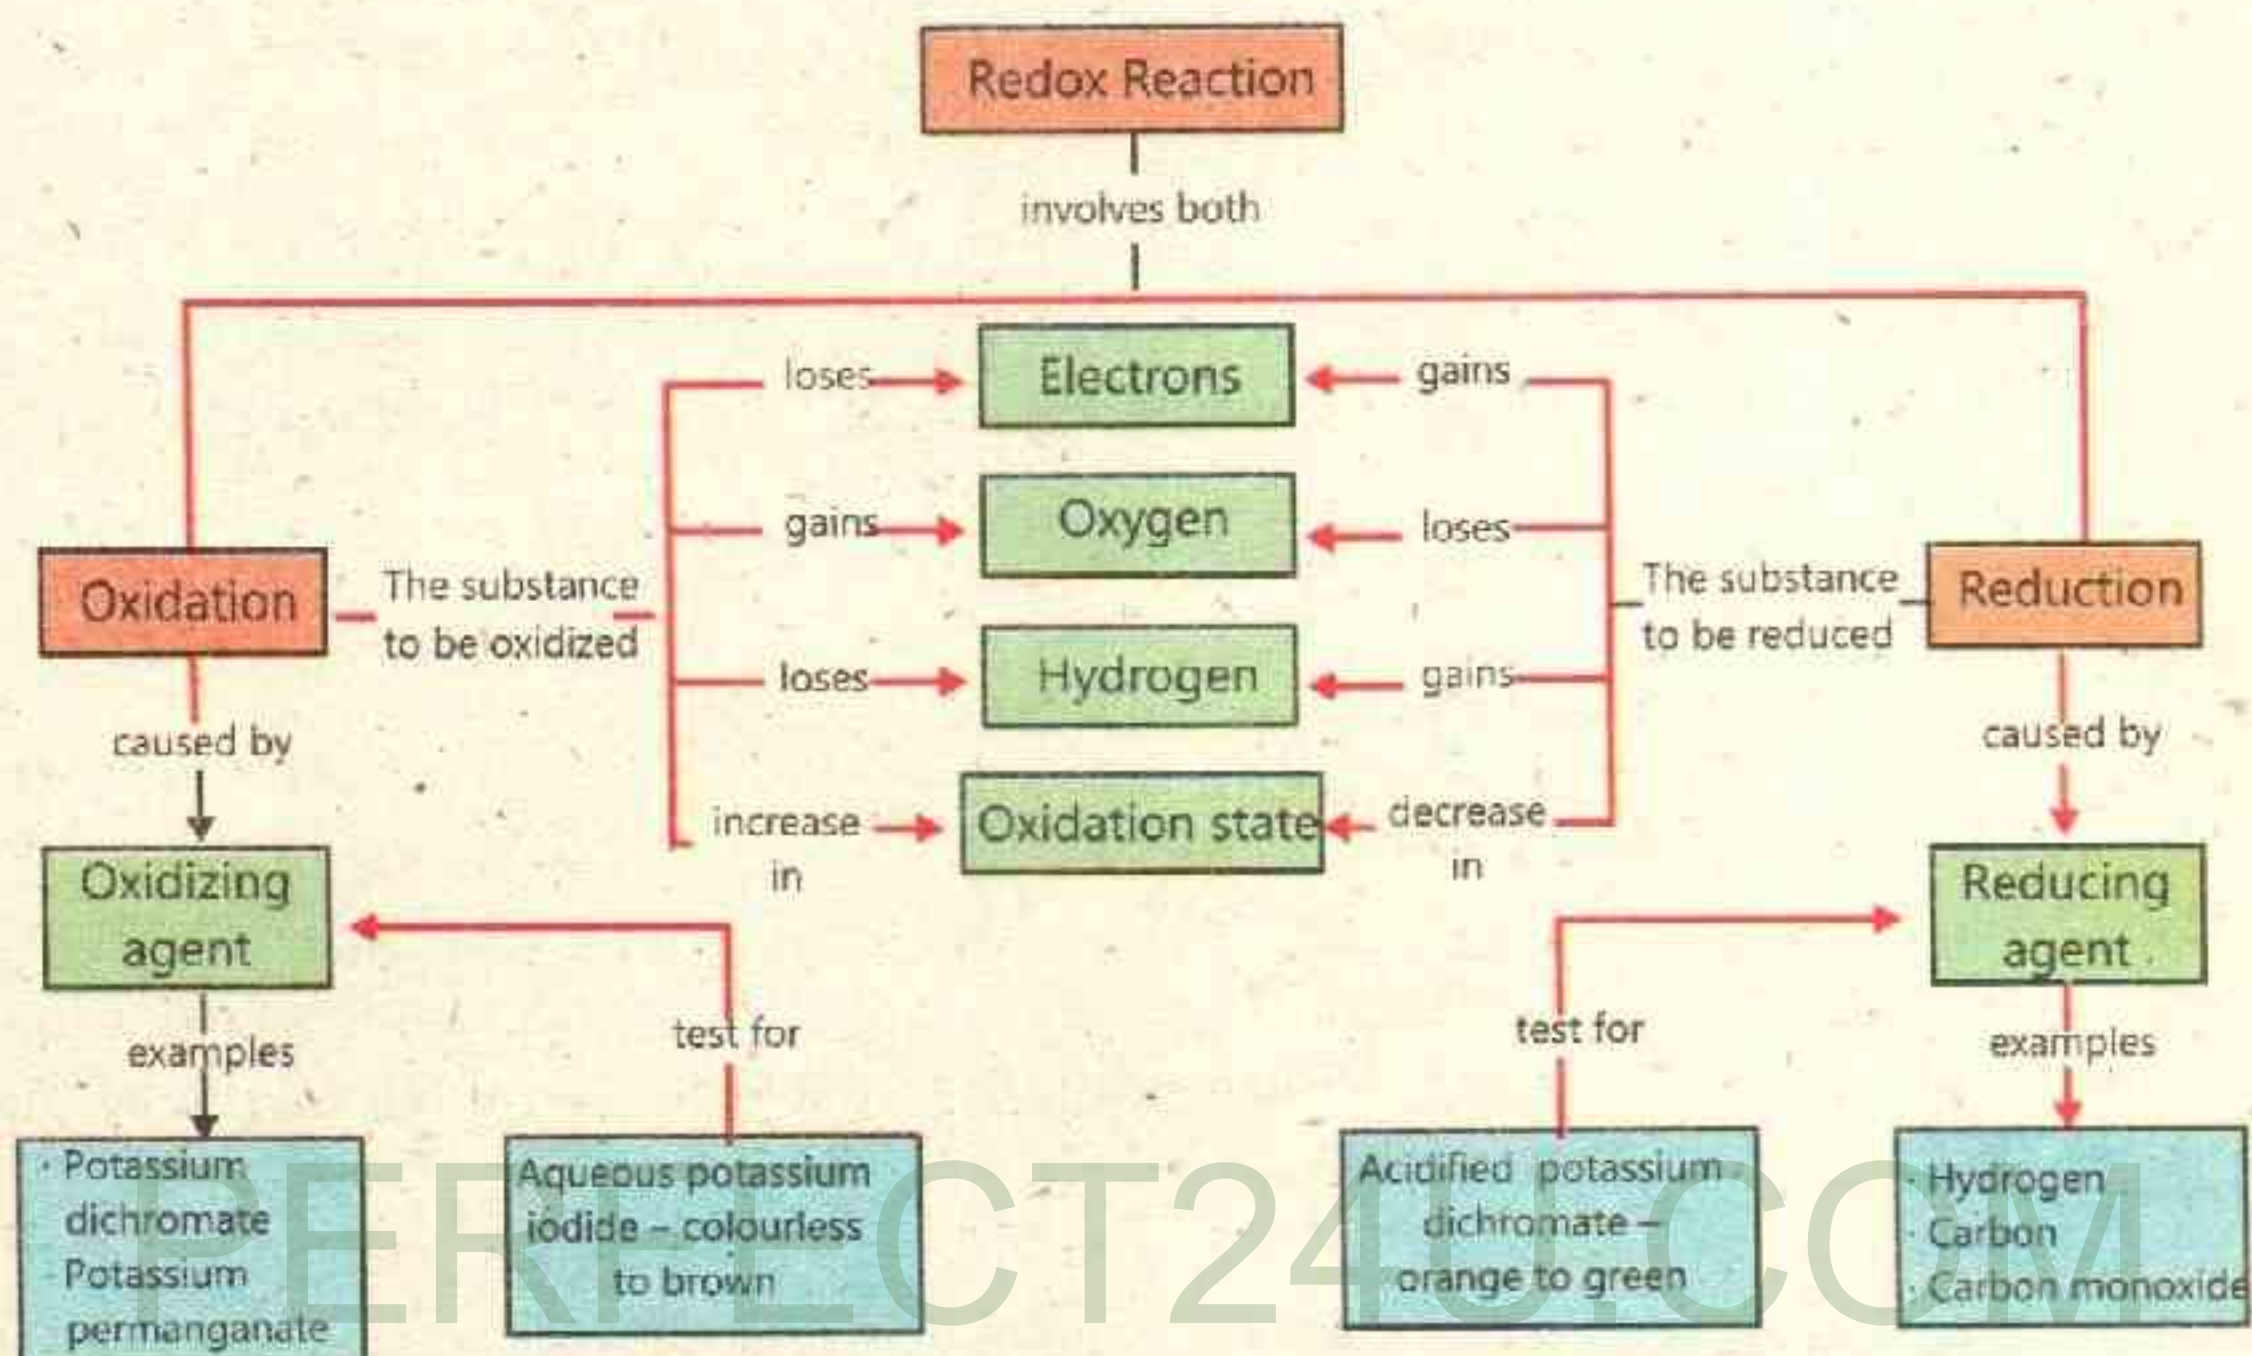 Redox Reaction
involves both
loses
Electrons
gains
gains
Oxygen
loses
Oxidation
The substance
to be oxidized
The substance
to be reduced
Reduction
loses
Hydrogen
gains
caused by
caused by
increase
in
Oxidation state
decrease
in
Oxidizing
agent
Reducing
agent
examples
test for
test for
examples
· Potassium
dichromate
· Potassium
permanganate
Aqueous potassium
iodide – colourless
to brown
Acidified potassium
dichromate –
orange to green
· Hydrogen
· Carbon
· Carbon monoxide
PERFECT24U.COM